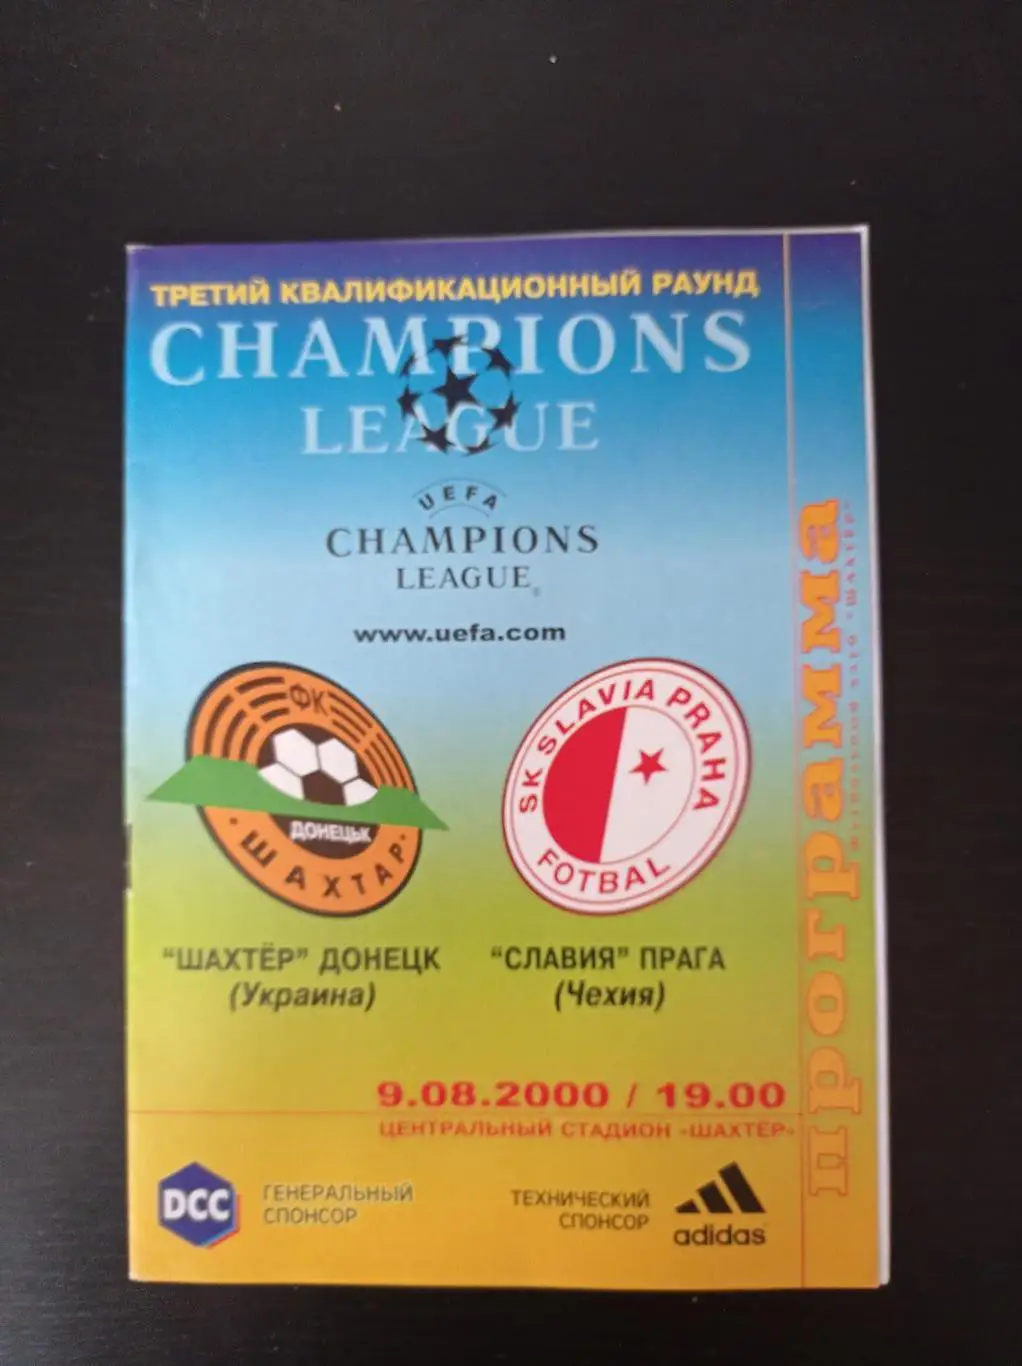 ТРЕТИЙ КВАЛИФИКАЦИОННЫЙ РАУНД
CHAMPIONS
LEAGUE
UEFA
CHAMPIONS
LEAGUE®
www.uefa.com
ФК
ДОНЕЦЬК
· ШАХТАР ·
SK SLAVIA PRAHA
FOTBAL
"ШАХТЁР" ДОНЕЦК
(Украина)
"СЛАВИЯ" ПРАГА
(Чехия)
9.08.2000 / 19.00
ЦЕНТРАЛЬНЫЙ СТАДИОН «ШАХТЕР»
DCC
ГЕНЕРАЛЬНЫЙ
СПОНСОР
ТЕХНИЧЕСКИЙ
СПОНСОР
adidas
программа
"ШАХТЁР"